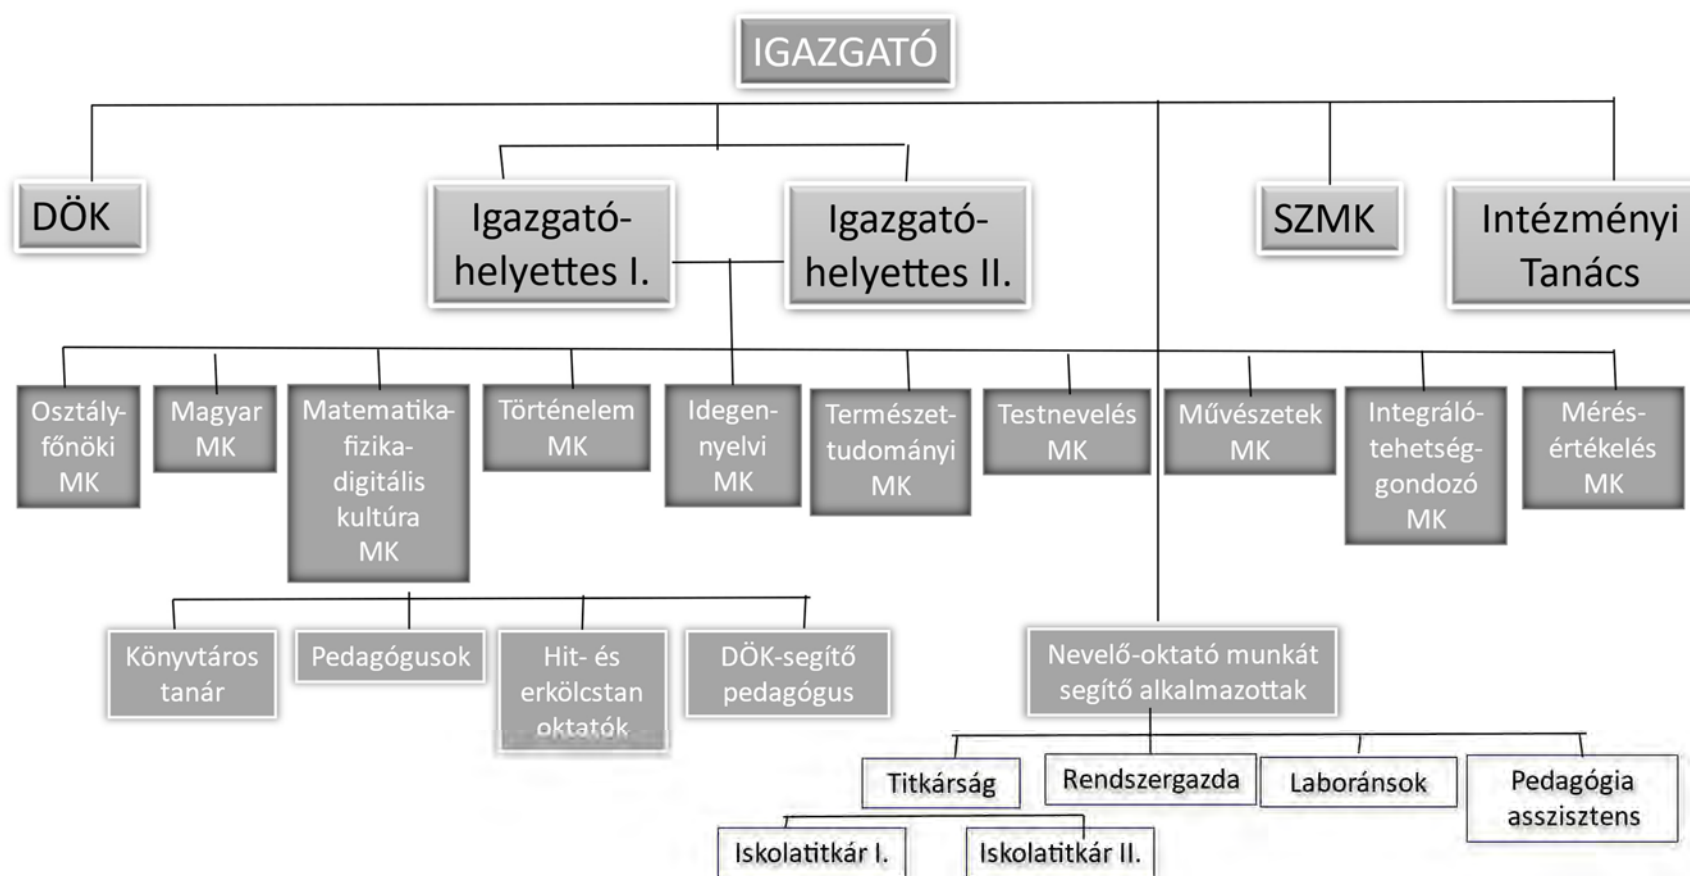 IGAZGATÓ
DÖK
Igazgató-
helyettes I.
Igazgató-
helyettes II.
SZMK
Intézményi
Tanács
Osztály-
főnöki
MK
Magyar
MK
Matematika-
fizika-
digitális
kultúra
MK
Történelem
MK
Idegen-
nyelvi
MK
Természet-
tudományi
MK
Testnevelés
MK
Művészetek
MK
Integráló-
tehetség-
gondozó
MK
Mérés-
értékelés
MK
Könyvtáros
tanár
Pedagógusok
Hit- és
erkölcstan
oktatók
DÖK-segítő
pedagógus
Nevelő-oktató munkát
segítő alkalmazottak
Titkárság
Rendszergazda
Laboránsok
Pedagógia
asszisztens
Iskolatitkár I.
Iskolatitkár II.